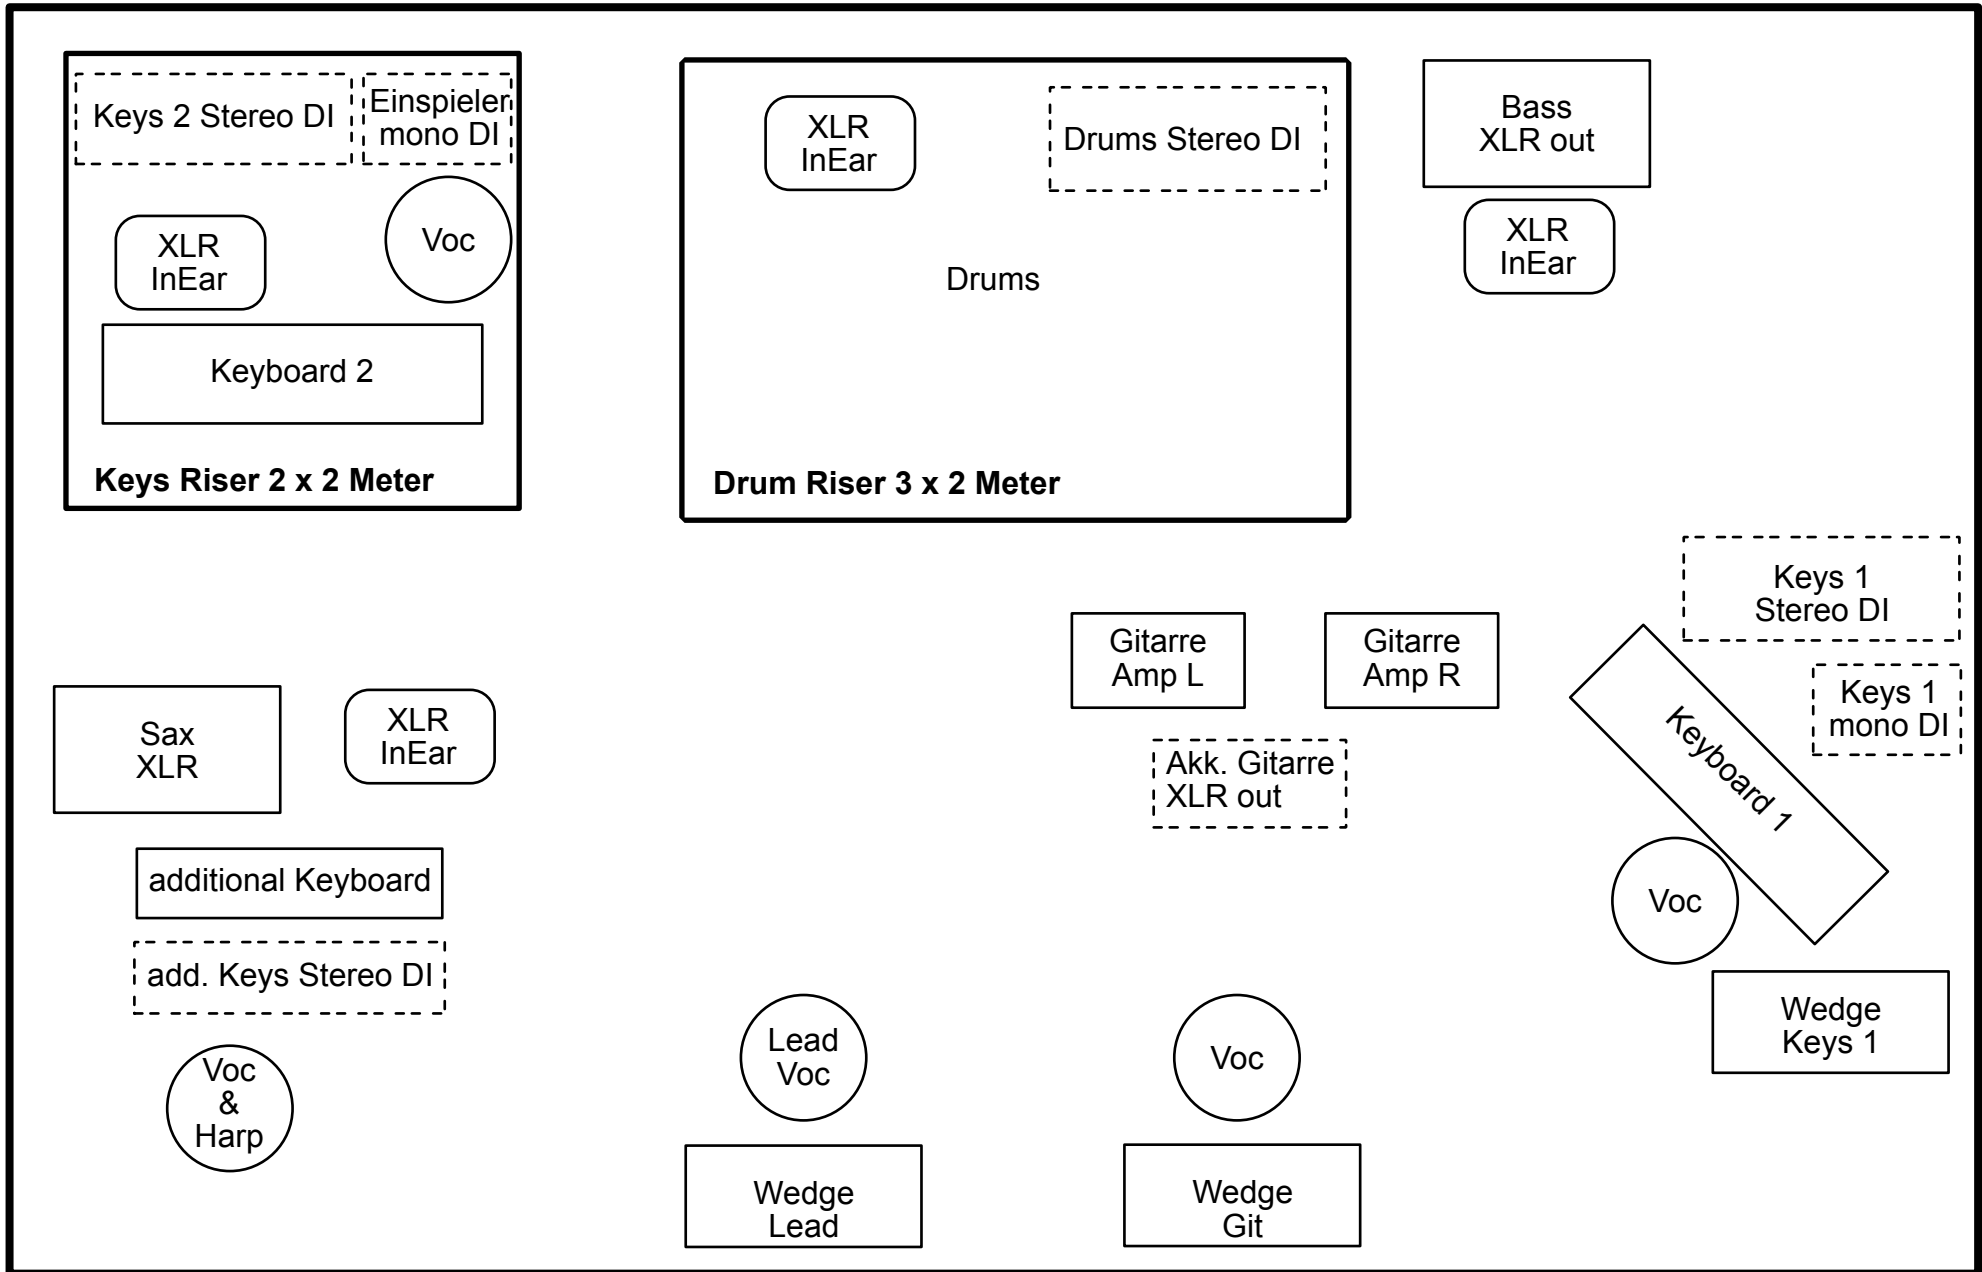 Keys 2 Stereo DI
Einspieler
mono DI
XLR
InEar
Voc
Keyboard 2
Keys Riser 2 x 2 Meter
XLR
InEar
Drums Stereo DI
Drums
Drum Riser 3 x 2 Meter
Bass
XLR out
XLR
InEar
Keys 1
Stereo DI
Keys 1
mono DI
Keyboard 1
Voc
Wedge
Keys 1
Gitarre
Amp L
Gitarre
Amp R
Akk. Gitarre
XLR out
Sax
XLR
XLR
InEar
additional Keyboard
add. Keys Stereo DI
Voc
&
Harp
Lead
Voc
Wedge
Lead
Voc
Wedge
Git